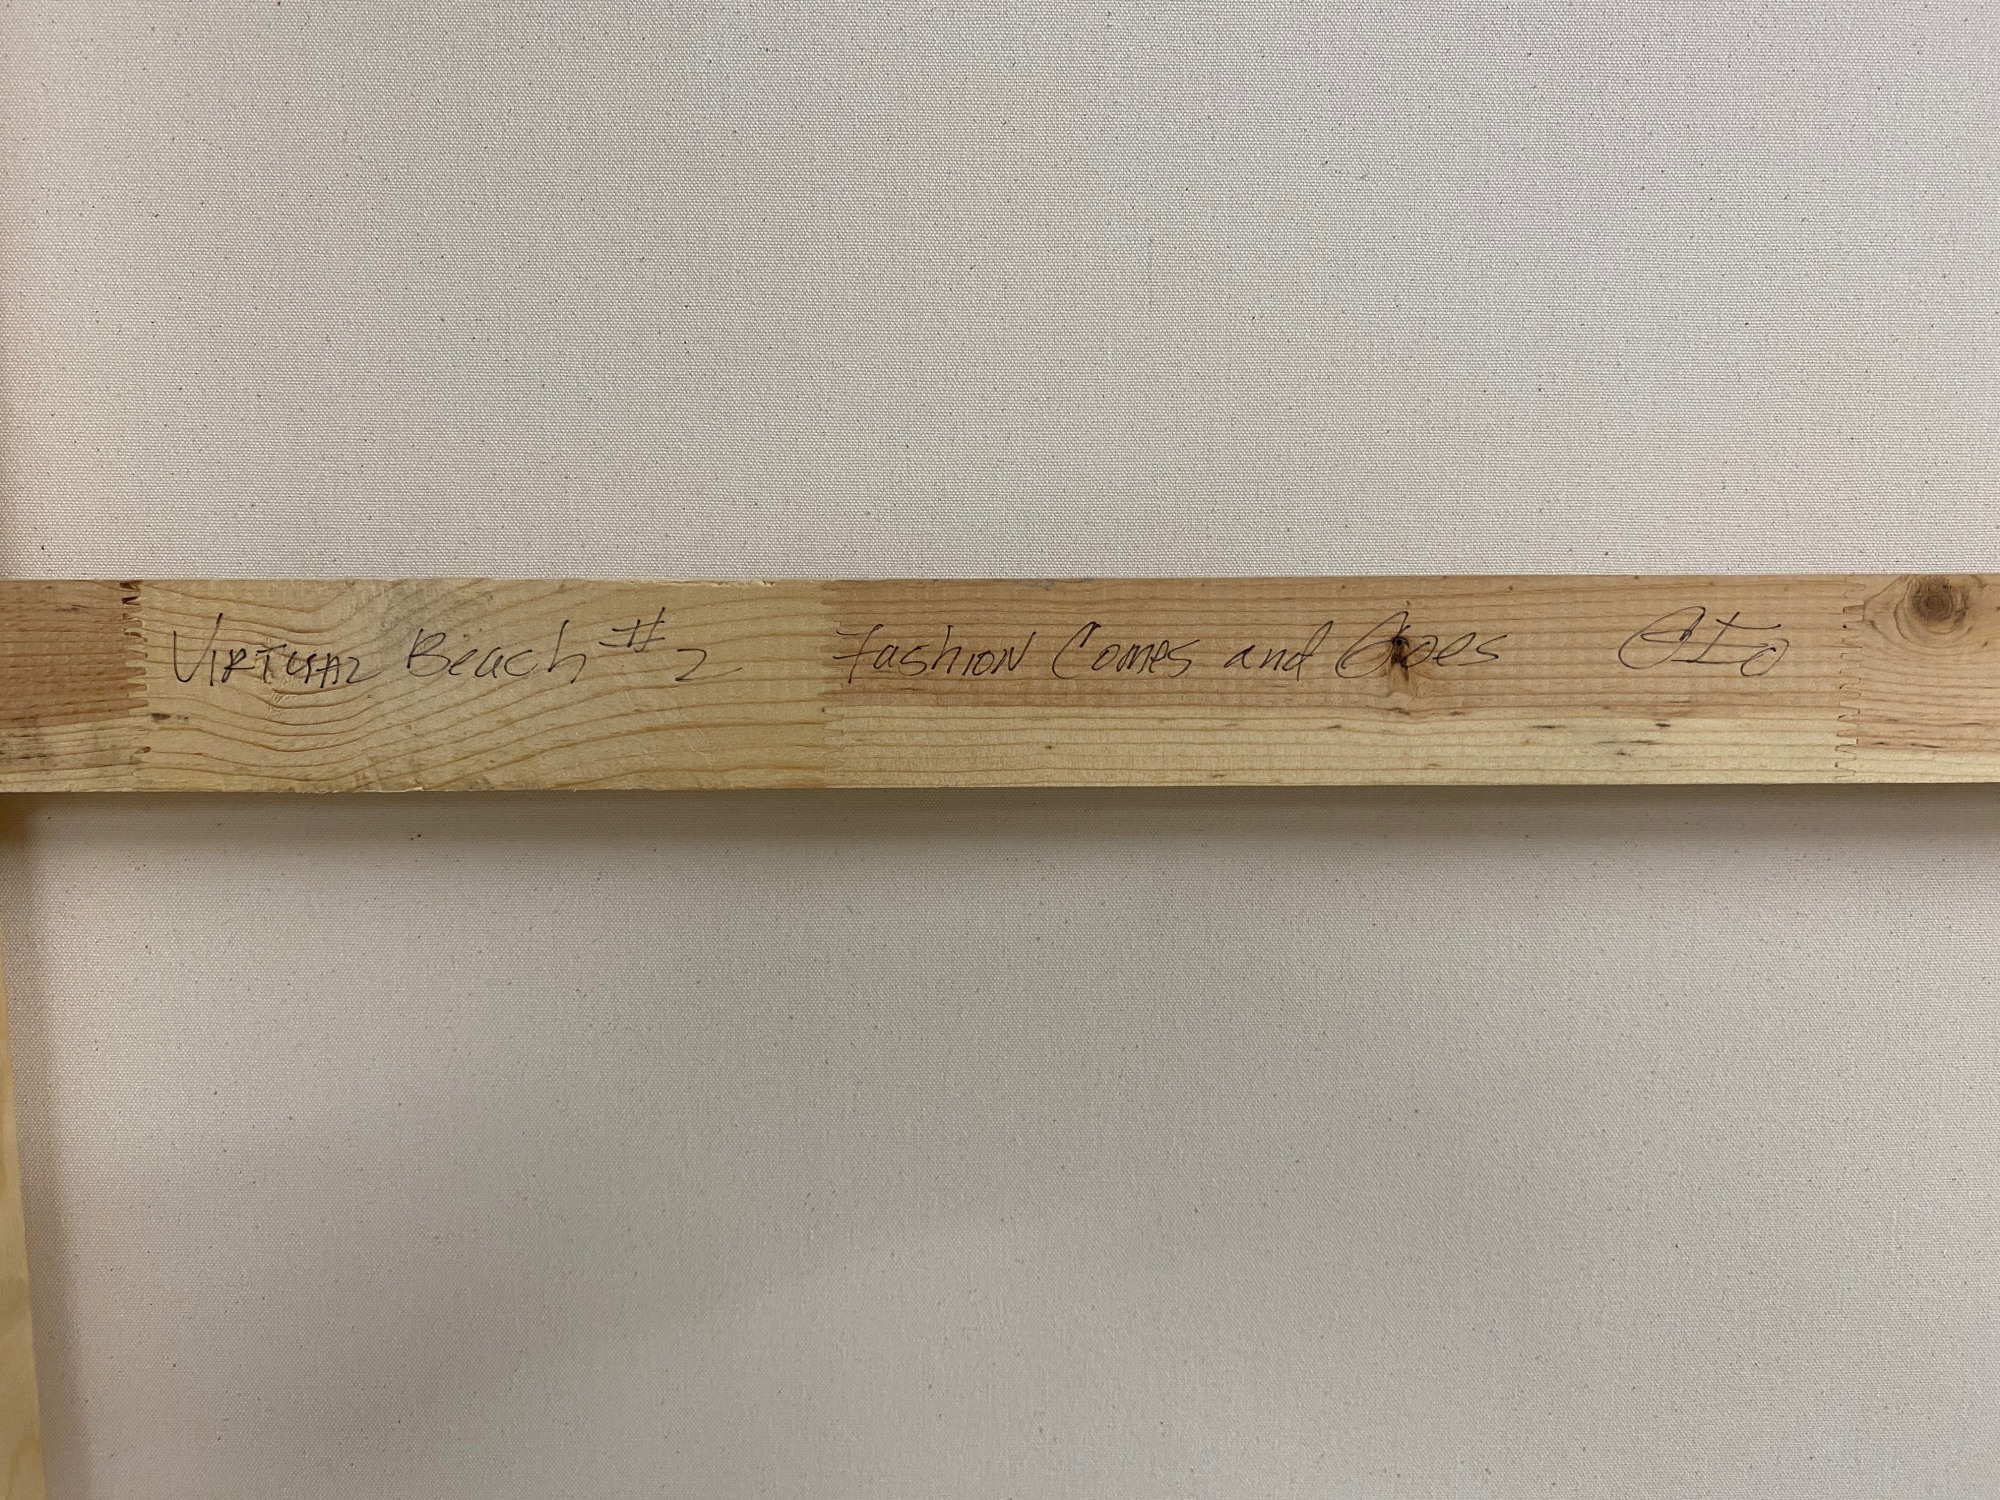 Virtual Beach #2 Fashion Comes and Goes